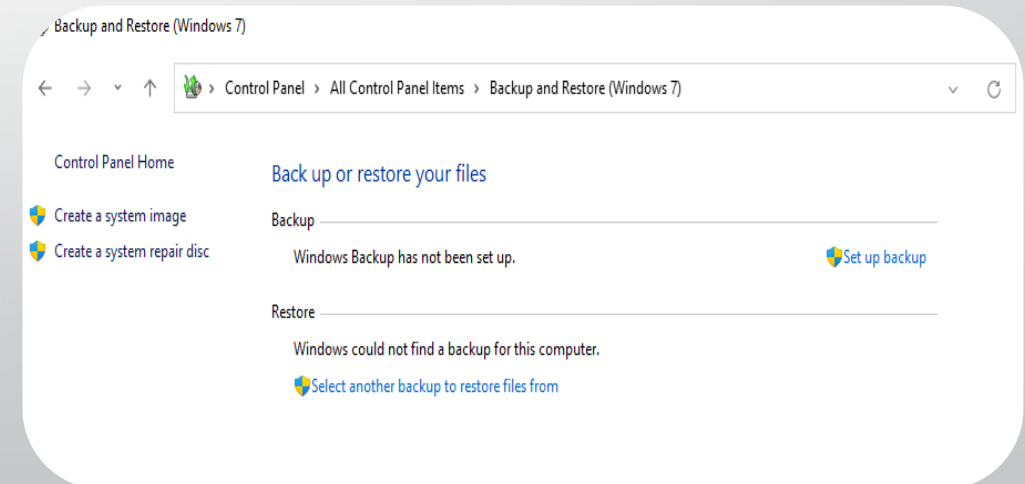 Backup and Restore (Windows 7)
Control Panel > All Control Panel Items > Backup and Restore (Windows 7)
Control Panel Home
Create a system image
Create a system repair disc
Back up or restore your files
Backup
Windows Backup has not been set up.
Set up backup
Restore
Windows could not find a backup for this computer.
Select another backup to restore files from